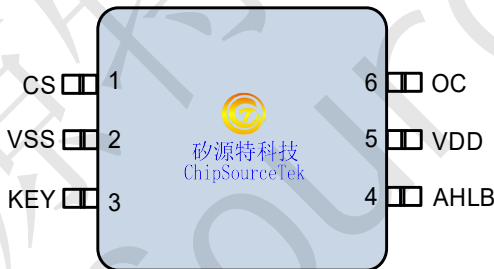 CS 1 6 OC
VSS 2 5 VDD
矽源特科技
ChipSourceTek
KEY 3 4 AHLB